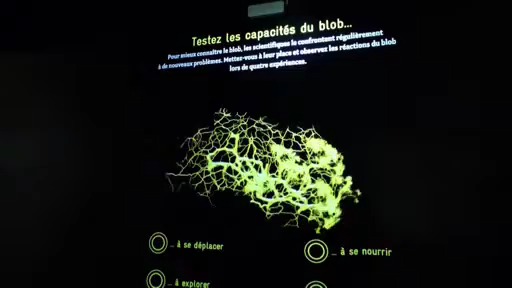 Testez les capacités du blob...
Pour mieux connaître le blob, les scientifiques le confrontent régulièrement
à de nouveaux problèmes. Mettez-vous à leur place et observez les réactions du blob
lors de quatre expériences.
... à se déplacer
... à se nourrir
... à explorer